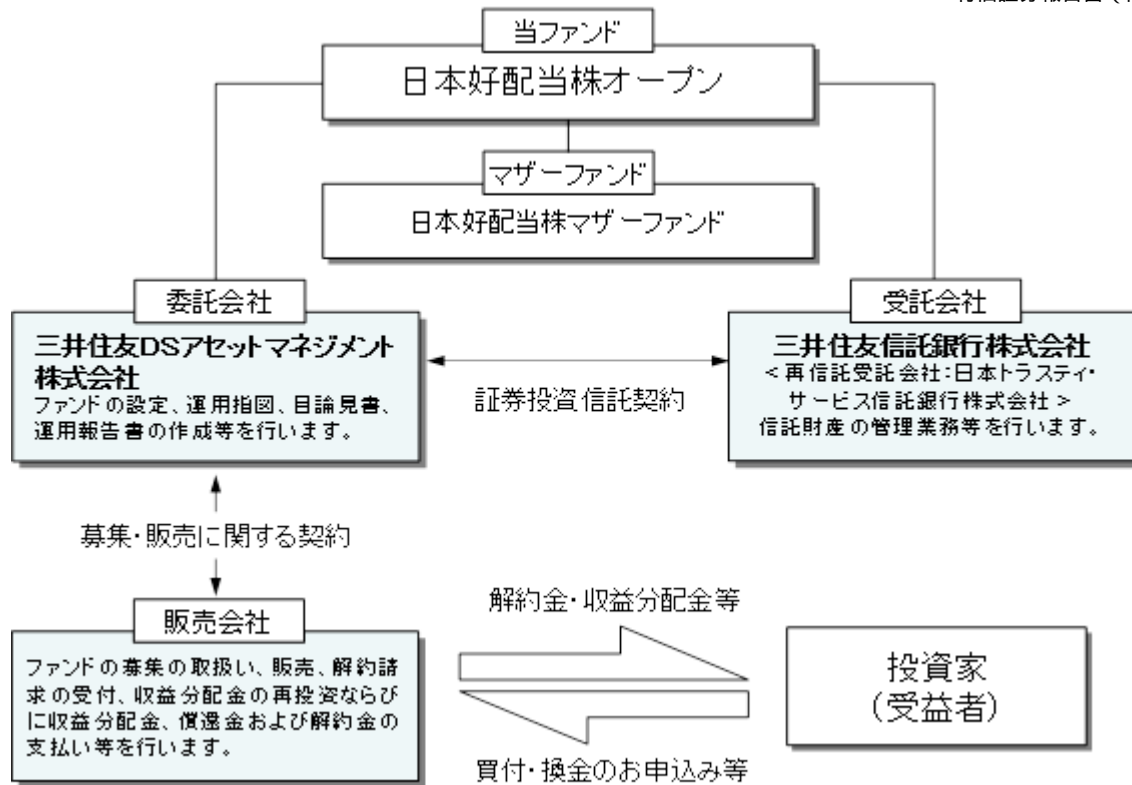 当ファンド
日本好配当株オープン
マザーファンド
日本好配当株マザーファンド
委託会社
三井住友DSアセットマネジメント
株式会社
ファンドの設定、運用指図、目論見書、
運用報告書の作成等を行います。
証券投資信託契約
受託会社
三井住友信託銀行株式会社
<再信託受託会社:日本トラスティ・
サービス信託銀行株式会社>
信託財産の管理業務等を行います。
募集・販売に関する契約
販売会社
ファンドの募集の取扱い、販売、解約請
求の受付、収益分配金の再投資ならび
に収益分配金、償還金および解約金の
支払い等を行います。
解約金・収益分配金等
買付・換金のお申込み等
投資家
(受益者)